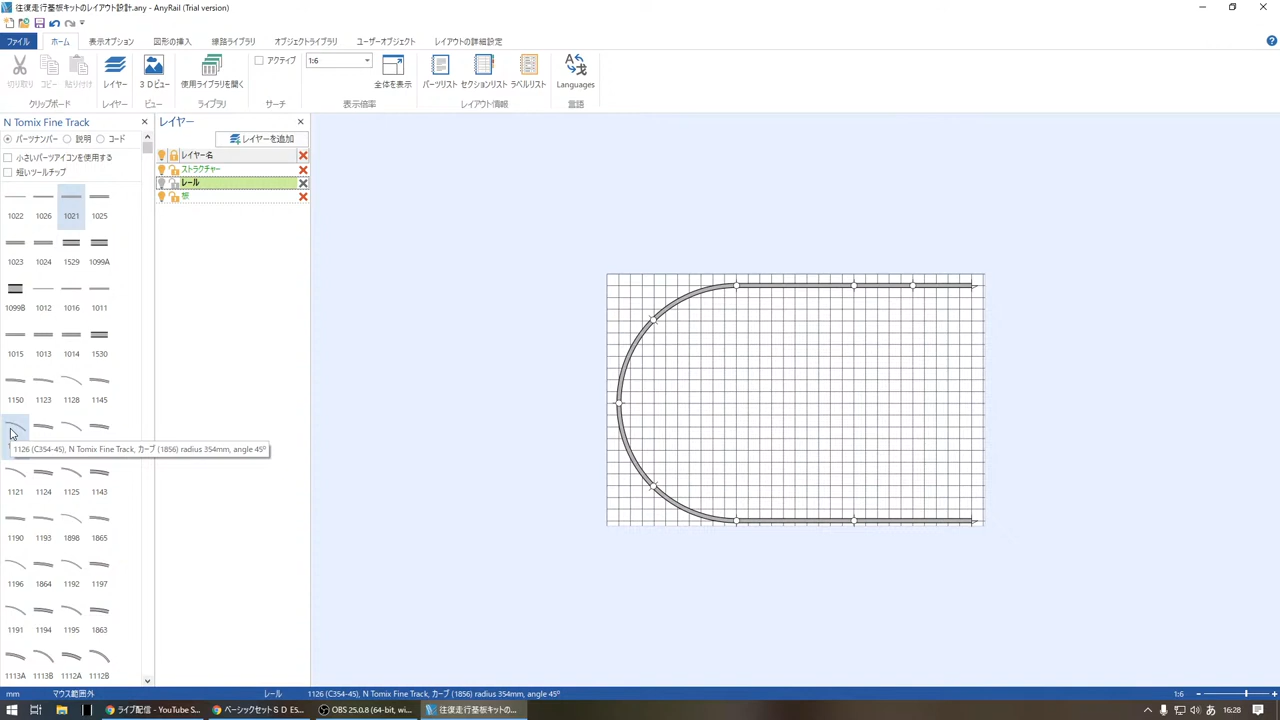 往復走行基板キットのレイアウト設計.any - AnyRail (Trial version)
ファイル ホーム 表示オプション 図形の挿入 線路ライブラリ オブジェクトライブラリ ユーザーオブジェクト レイアウトの詳細設定
アクティブ 1:6
切り取り コピー 貼り付け レイヤー ３Ｄビュー 使用ライブラリを開く 全体を表示 パーツリスト セクションリスト ラベルリスト Languages
クリップボード レイヤー ビュー ライブラリ サーチ 表示倍率 レイアウト情報 言語
N Tomix Fine Track
パーツナンバー 説明 コード
小さいパーツアイコンを使用する
短いツールチップ
1022 1026 1021 1025
1023 1024 1529 1099A
1099B 1012 1016 1011
1015 1013 1014 1530
1150 1123 1128 1145
1121 1124 1125 1143
1190 1193 1898 1865
1196 1864 1192 1197
1191 1194 1195 1863
1113A 1113B 1112A 1112B
レイヤー
レイヤーを追加
レイヤー名
ストラクチャー
レール
板
1126 (C354-45), N Tomix Fine Track, カーブ (1856) radius 354mm, angle 45º
mm マウス範囲外 レール 1126 (C354-45), N Tomix Fine Track, カーブ (1856) radius 354mm, angle 45º 1:6
ライブ配信 - YouTube S... ベーシックセットＳＤ ES... OBS 25.0.8 (64-bit, wi... 往復走行基板キットの... あ 16:28